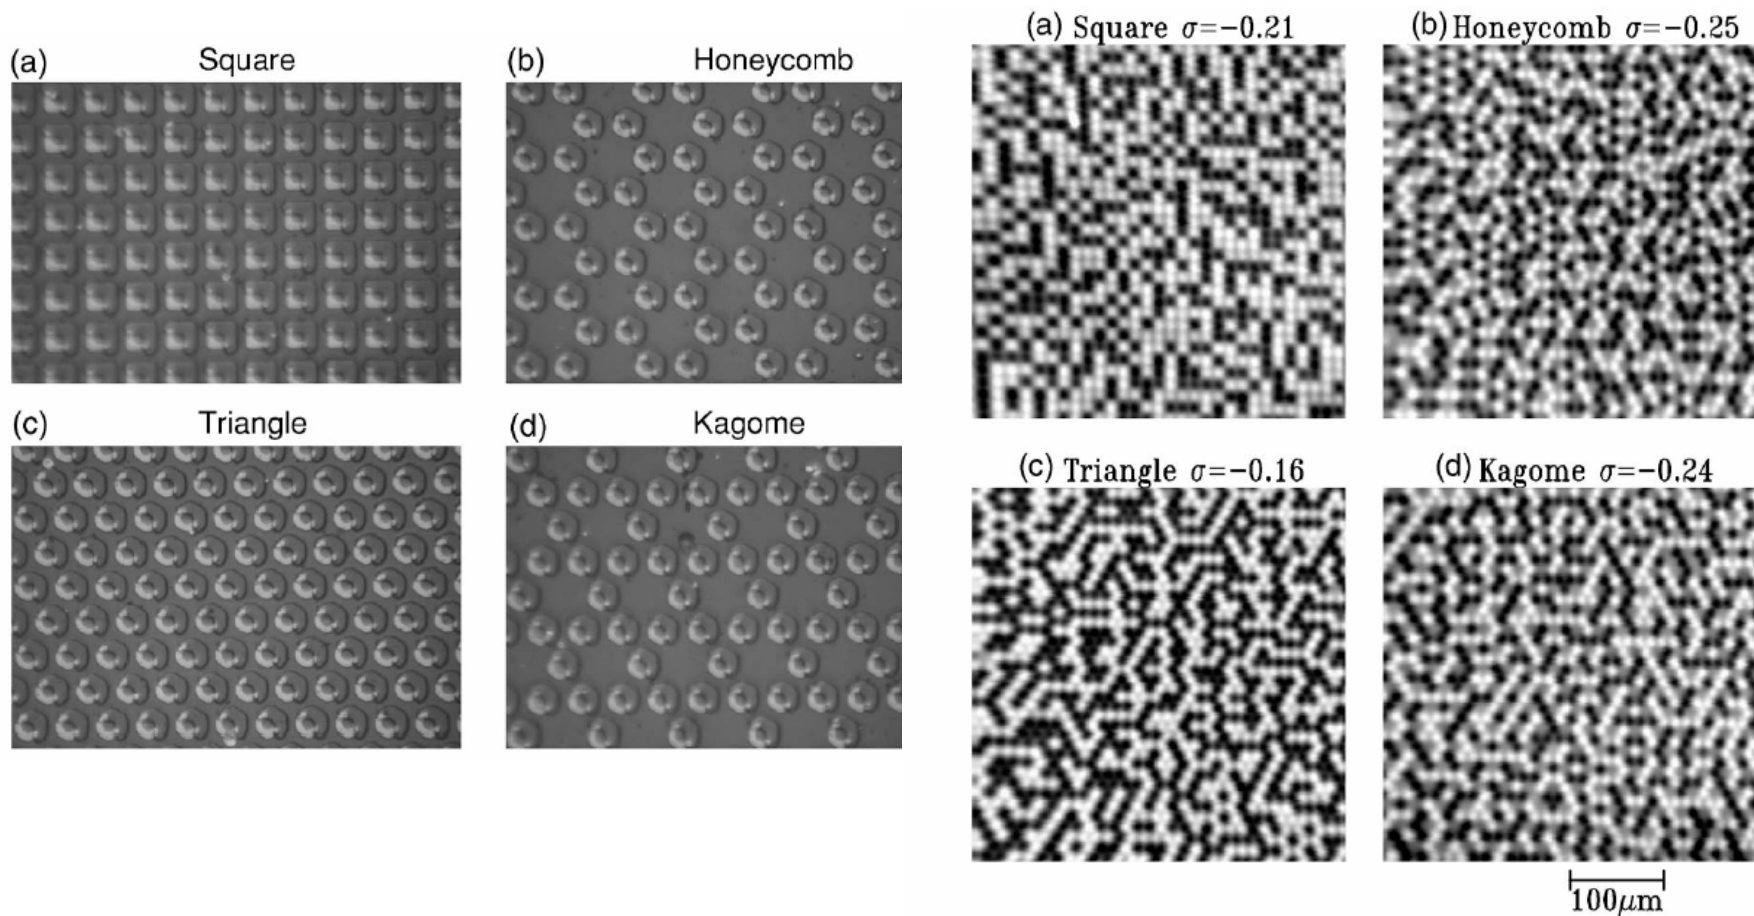 (a) Square
(b) Honeycomb
(c) Triangle
(d) Kagome
(a) Square σ=−0.21
(b) Honeycomb σ=−0.25
(c) Triangle σ=−0.16
(d) Kagome σ=−0.24
100μm